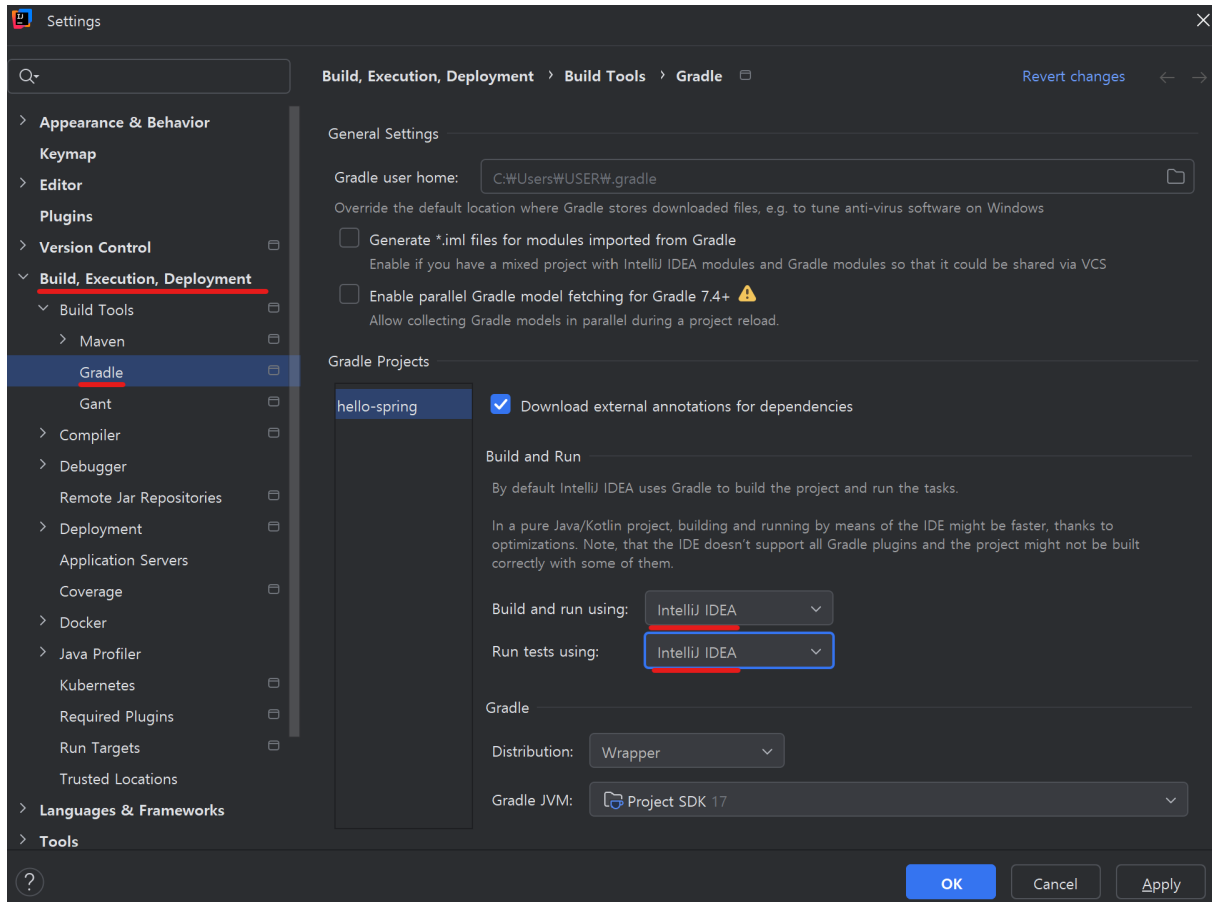 Settings
Appearance & Behavior
Keymap
Editor
Plugins
Version Control
Build, Execution, Deployment
Build Tools
Maven
Gradle
Gant
Compiler
Debugger
Remote Jar Repositories
Deployment
Application Servers
Coverage
Docker
Java Profiler
Kubernetes
Required Plugins
Run Targets
Trusted Locations
Languages & Frameworks
Tools
Build, Execution, Deployment › Build Tools › Gradle
Revert changes
General Settings
Gradle user home: C:₩Users₩USER₩.gradle
Override the default location where Gradle stores downloaded files, e.g. to tune anti-virus software on Windows
Generate *.iml files for modules imported from Gradle
Enable if you have a mixed project with IntelliJ IDEA modules and Gradle modules so that it could be shared via VCS
Enable parallel Gradle model fetching for Gradle 7.4+
Allow collecting Gradle models in parallel during a project reload.
Gradle Projects
hello-spring
Download external annotations for dependencies
Build and Run
By default IntelliJ IDEA uses Gradle to build the project and run the tasks.
In a pure Java/Kotlin project, building and running by means of the IDE might be faster, thanks to
optimizations. Note, that the IDE doesn't support all Gradle plugins and the project might not be built
correctly with some of them.
Build and run using: IntelliJ IDEA
Run tests using: IntelliJ IDEA
Gradle
Distribution: Wrapper
Gradle JVM: Project SDK 17
?
OK
Cancel
Apply